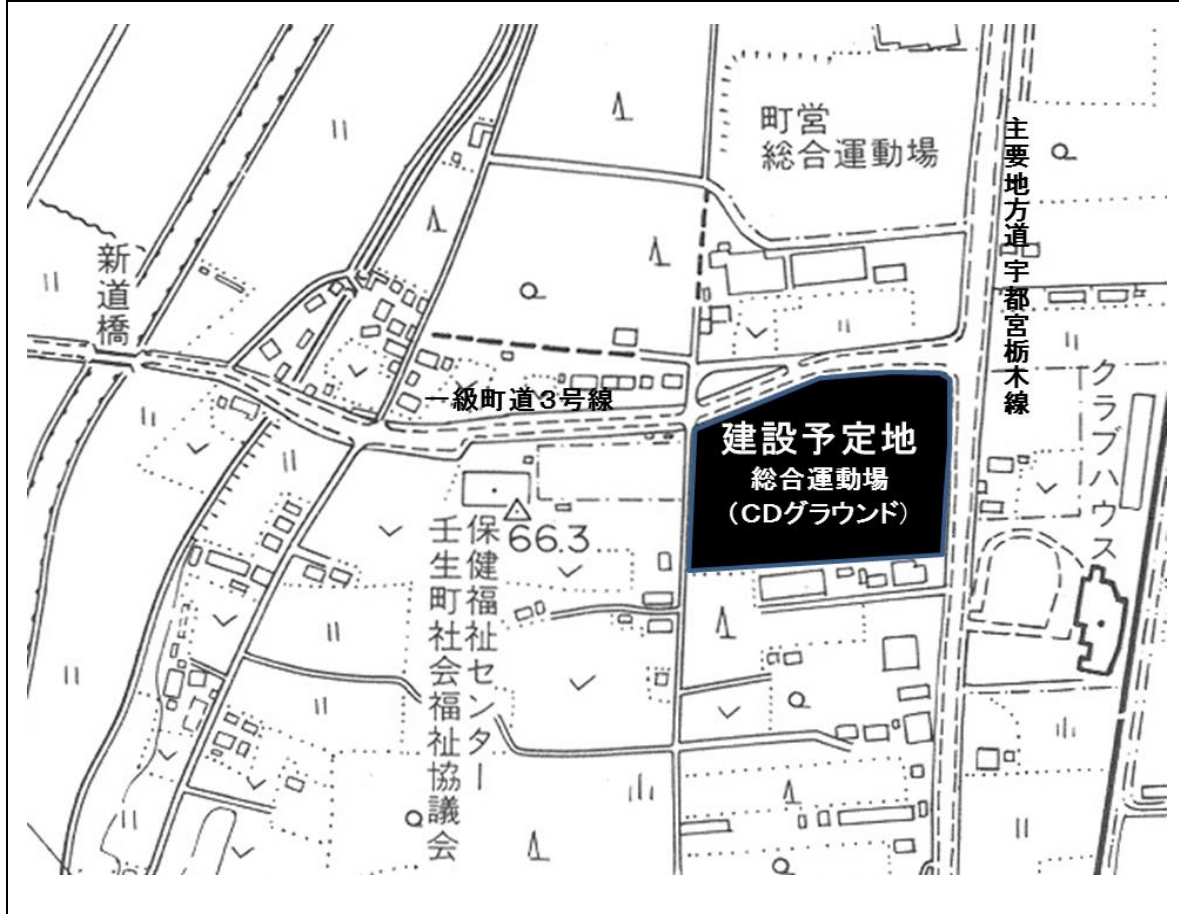 町営
総合運動場
主要地方道 宇都宮栃木線
新道橋
クラブハウス
一級町道3号線
建設予定地
総合運動場
(CDグラウンド)
66.3
保健福祉センター
壬生町社会福祉協議会